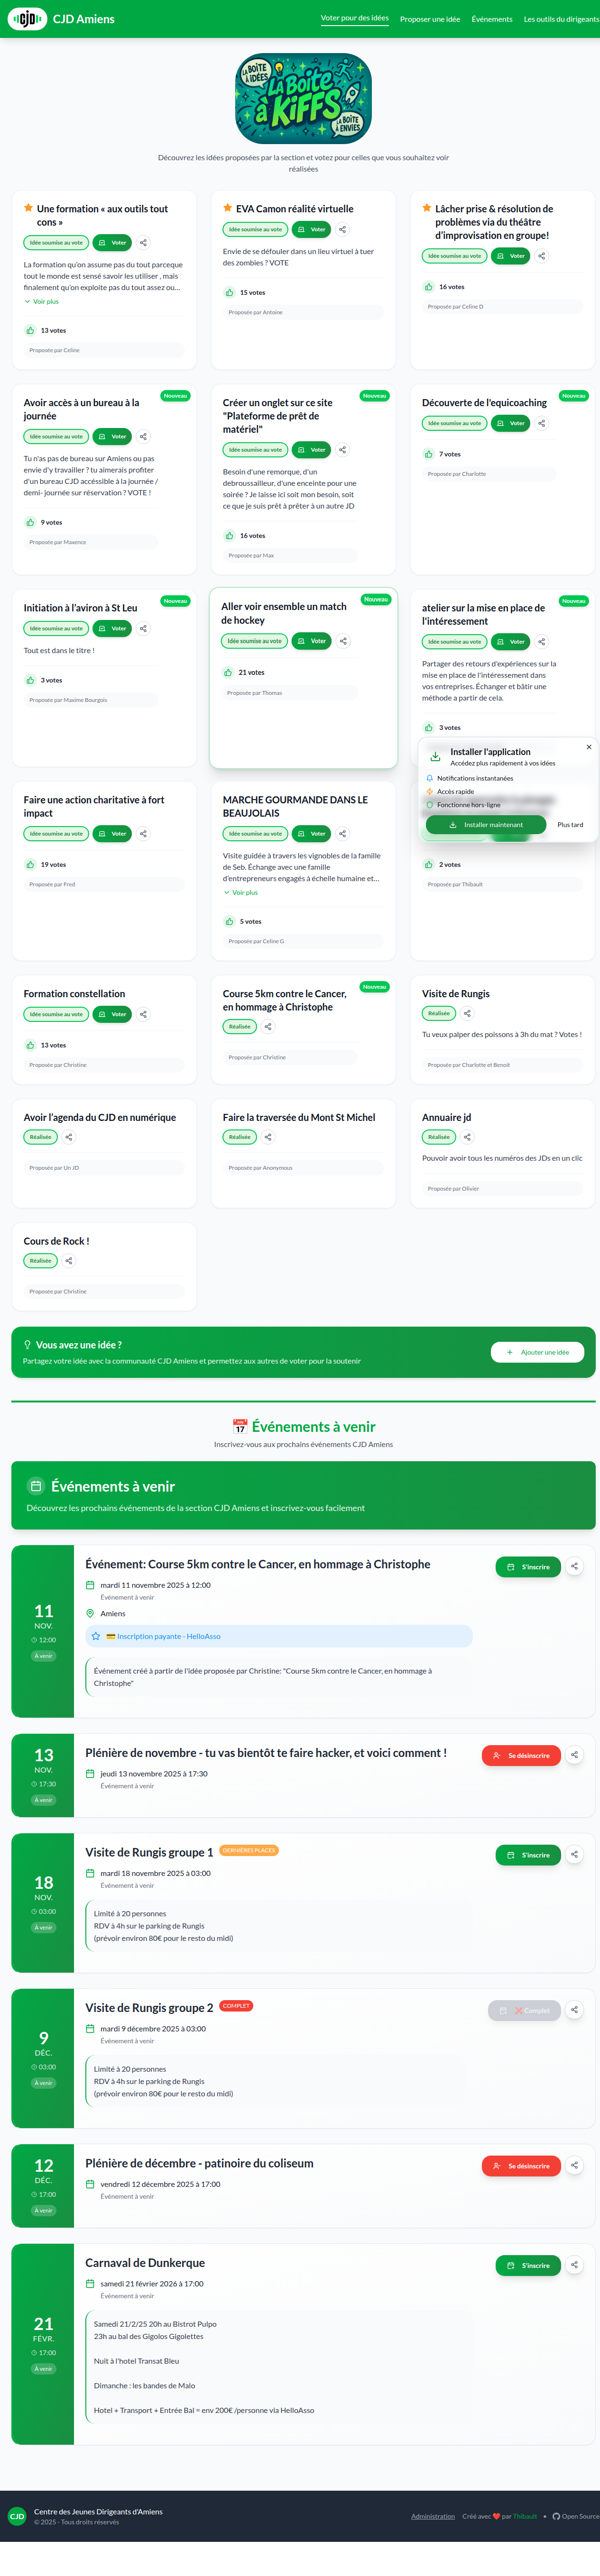 CJD
CJD Amiens
Voter pour des idées
Proposer une idée
Événements
Les outils du dirigeants
LA BOITE
À IDÉES
LA BOITE
à KiFFS
LA BOITE
À ENVIES
Découvrez les idées proposées par la section et votez pour celles que vous souhaitez voir
réalisées
Une formation « aux outils tout
cons »
Idée soumise au vote
Voter
La formation qu'on assume pas du tout parceque
tout le monde est sensé savoir les utiliser , mais
finalement qu'on exploite pas du tout assez ou...
Voir plus
13 votes
Proposée par Celine
EVA Camon réalité virtuelle
Idée soumise au vote
Voter
Envie de se défouler dans un lieu virtuel à tuer
des zombies ? VOTE
15 votes
Proposée par Antoine
Lâcher prise & résolution de
problèmes via du théâtre
d'improvisation en groupe!
Idée soumise au vote
Voter
16 votes
Proposée par Celine D
Nouveau
Avoir accès à un bureau à la
journée
Idée soumise au vote
Voter
Tu n'as pas de bureau sur Amiens ou pas
envie d'y travailler ? tu aimerais profiter
d'un bureau CJD accéssible à la journée /
demi- journée sur réservation ? VOTE !
9 votes
Proposée par Maxence
Nouveau
Créer un onglet sur ce site
"Plateforme de prêt de
matériel"
Idée soumise au vote
Voter
Besoin d'une remorque, d'un
debroussailleur, d'une enceinte pour une
soirée ? Je laisse ici soit mon besoin, soit
ce que je suis prêt à prêter à un autre JD
16 votes
Proposée par Max
Nouveau
Découverte de l'equicoaching
Idée soumise au vote
Voter
7 votes
Proposée par Charlotte
Nouveau
Initiation à l'aviron à St Leu
Idée soumise au vote
Voter
Tout est dans le titre !
3 votes
Proposée par Maxime Bourgois
Nouveau
Aller voir ensemble un match
de hockey
Idée soumise au vote
Voter
21 votes
Proposée par Thomas
Nouveau
atelier sur la mise en place de
l'intéressement
Idée soumise au vote
Voter
Partager des retours d'expériences sur la
mise en place de l'intéressement dans
vos entreprises. Échanger et bâtir une
méthode a partir de cela.
3 votes
Installer l'application
Accédez plus rapidement à vos idées
Notifications instantanées
Accès rapide
Fonctionne hors-ligne
Installer maintenant
Plus tard
Faire une action charitative à fort
impact
Idée soumise au vote
Voter
19 votes
Proposée par Fred
MARCHE GOURMANDE DANS LE
BEAUJOLAIS
Idée soumise au vote
Voter
Visite guidée à travers les vignobles de la famille
de Seb. Échange avec une famille
d'entrepreneurs engagés à échelle humaine et...
Voir plus
5 votes
Proposée par Celine G
2 votes
Proposée par Thibault
Formation constellation
Idée soumise au vote
Voter
13 votes
Proposée par Christine
Nouveau
Course 5km contre le Cancer,
en hommage à Christophe
Réalisée
Proposée par Christine
Visite de Rungis
Réalisée
Tu veux palper des poissons à 3h du mat ? Votes !
Proposée par Charlotte et Benoit
Avoir l'agenda du CJD en numérique
Réalisée
Proposée par Un JD
Faire la traversée du Mont St Michel
Réalisée
Proposée par Anonymous
Annuaire jd
Réalisée
Pouvoir avoir tous les numéros des JDs en un clic
Proposée par Olivier
Cours de Rock !
Réalisée
Proposée par Christine
Vous avez une idée ?
Partagez votre idée avec la communauté CJD Amiens et permettez aux autres de voter pour la soutenir
Ajouter une idée
Événements à venir
Inscrivez-vous aux prochains événements CJD Amiens
Événements à venir
Découvrez les prochains événements de la section CJD Amiens et inscrivez-vous facilement
11
NOV.
12:00
À venir
Événement: Course 5km contre le Cancer, en hommage à Christophe
mardi 11 novembre 2025 à 12:00
Événement à venir
Amiens
Inscription payante - HelloAsso
Événement créé à partir de l'idée proposée par Christine: "Course 5km contre le Cancer, en hommage à
Christophe"
S'inscrire
13
NOV.
17:30
À venir
Plénière de novembre - tu vas bientôt te faire hacker, et voici comment !
jeudi 13 novembre 2025 à 17:30
Événement à venir
Se désinscrire
18
NOV.
03:00
À venir
Visite de Rungis groupe 1
DERNIÈRES PLACES
mardi 18 novembre 2025 à 03:00
Événement à venir
Limité à 20 personnes
RDV à 4h sur le parking de Rungis
(prévoir environ 80€ pour le resto du midi)
S'inscrire
9
DÉC.
03:00
À venir
Visite de Rungis groupe 2
COMPLET
mardi 9 décembre 2025 à 03:00
Événement à venir
Limité à 20 personnes
RDV à 4h sur le parking de Rungis
(prévoir environ 80€ pour le resto du midi)
Complet
12
DÉC.
17:00
À venir
Plénière de décembre - patinoire du coliseum
vendredi 12 décembre 2025 à 17:00
Événement à venir
Se désinscrire
21
FÉVR.
17:00
À venir
Carnaval de Dunkerque
samedi 21 février 2026 à 17:00
Événement à venir
Samedi 21/2/25 20h au Bistrot Pulpo
23h au bal des Gigolos Gigolettes
Nuit à l'hotel Transat Bleu
Dimanche : les bandes de Malo
Hotel + Transport + Entrée Bal = env 200€ /personne via HelloAsso
S'inscrire
CJD
Centre des Jeunes Dirigeants d'Amiens
© 2025 - Tous droits réservés
Administration
Créé avec ❤️ par Thibault
•
Open Source